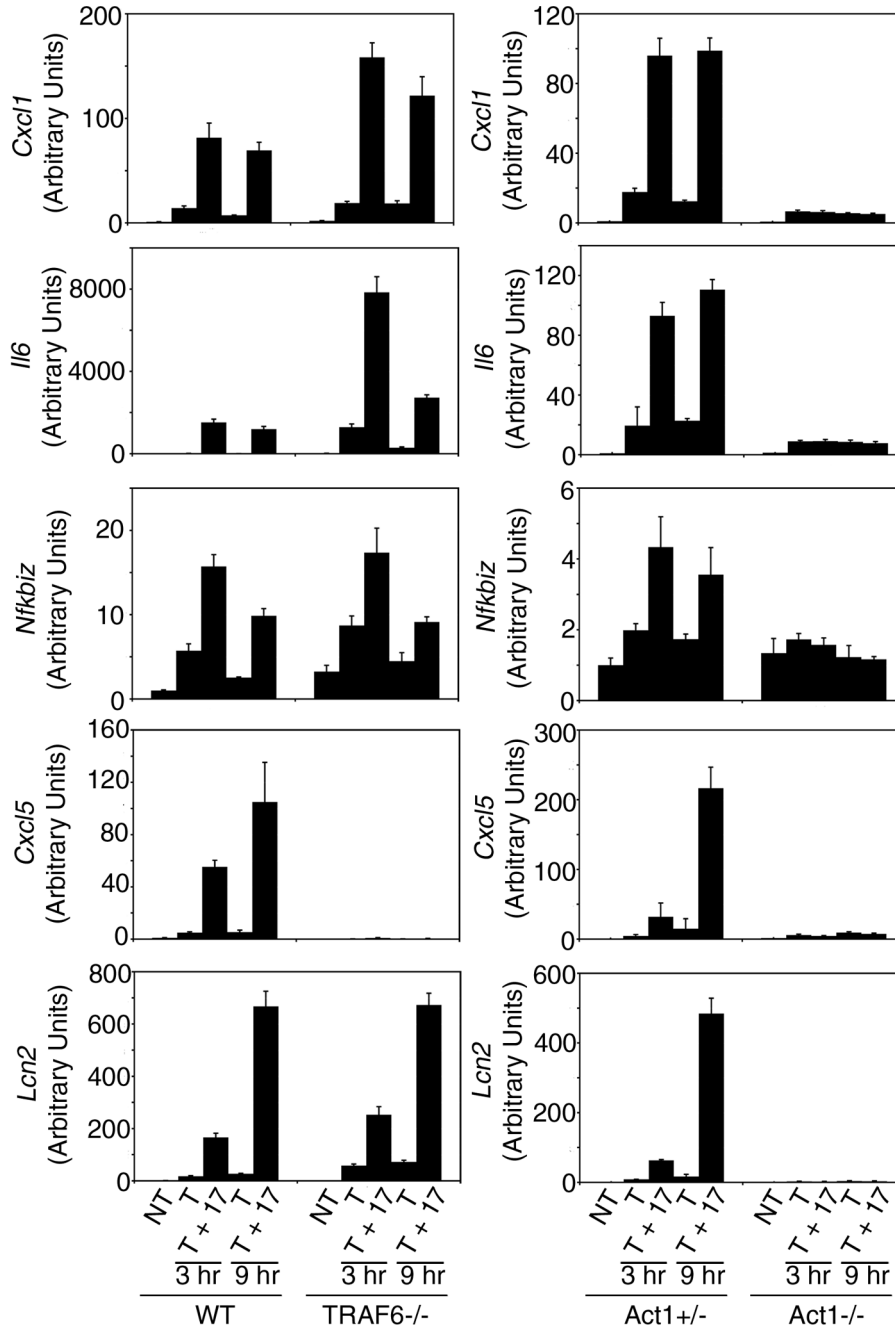 Cxcl1
(Arbitrary Units)
200
100
0
Cxcl1
(Arbitrary Units)
120
80
40
0
Il6
(Arbitrary Units)
8000
4000
0
Il6
(Arbitrary Units)
120
80
40
0
Nfkbiz
(Arbitrary Units)
20
10
0
Nfkbiz
(Arbitrary Units)
6
4
2
0
Cxcl5
(Arbitrary Units)
160
120
80
40
0
Cxcl5
(Arbitrary Units)
300
200
100
0
Lcn2
(Arbitrary Units)
800
600
400
200
0
Lcn2
(Arbitrary Units)
600
400
200
0
NT T T + 17 T T + 17 NT T T + 17 T T + 17 NT T T + 17 T T + 17 NT T T + 17 T T + 17
3 hr 9 hr 3 hr 9 hr 3 hr 9 hr 3 hr 9 hr
WT TRAF6-/- Act1+/- Act1-/-